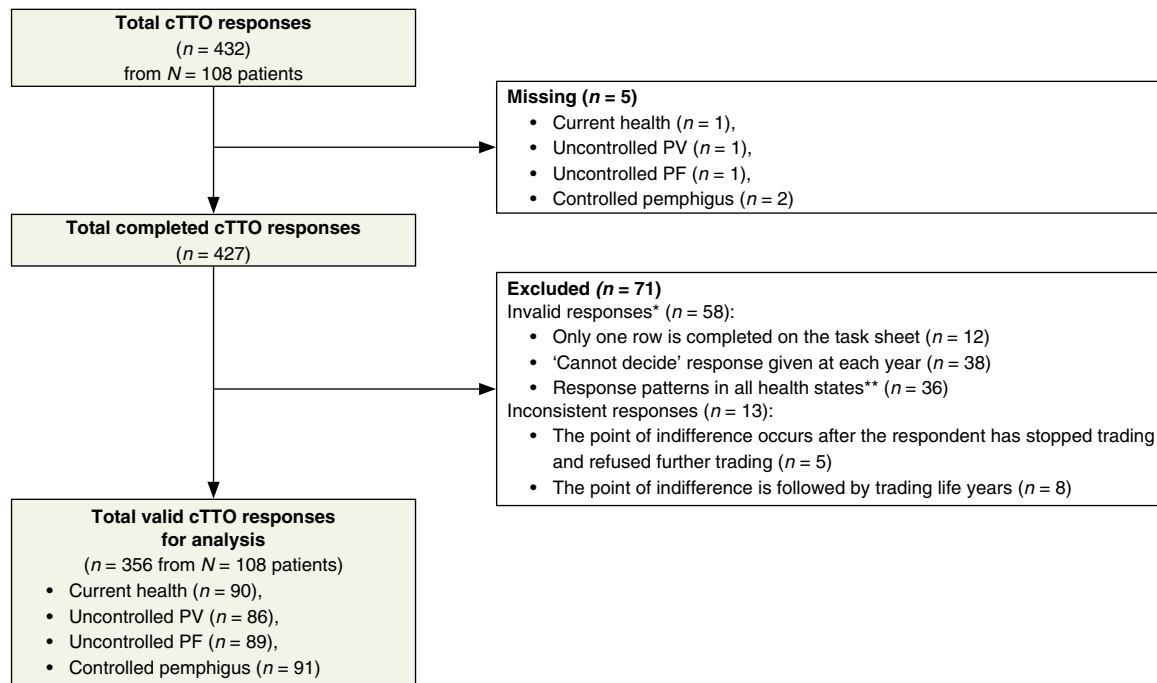 Total cTTO responses
(n = 432)
from N = 108 patients
Missing (n = 5)
• Current health (n = 1),
• Uncontrolled PV (n = 1),
• Uncontrolled PF (n = 1),
• Controlled pemphigus (n = 2)
Total completed cTTO responses
(n = 427)
Excluded (n = 71)
Invalid responses* (n = 58):
• Only one row is completed on the task sheet (n = 12)
• ‘Cannot decide’ response given at each year (n = 38)
• Response patterns in all health states** (n = 36)
Inconsistent responses (n = 13):
• The point of indifference occurs after the respondent has stopped trading
and refused further trading (n = 5)
• The point of indifference is followed by trading life years (n = 8)
Total valid cTTO responses
for analysis
(n = 356 from N = 108 patients)
• Current health (n = 90),
• Uncontrolled PV (n = 86),
• Uncontrolled PF (n = 89),
• Controlled pemphigus (n = 91)